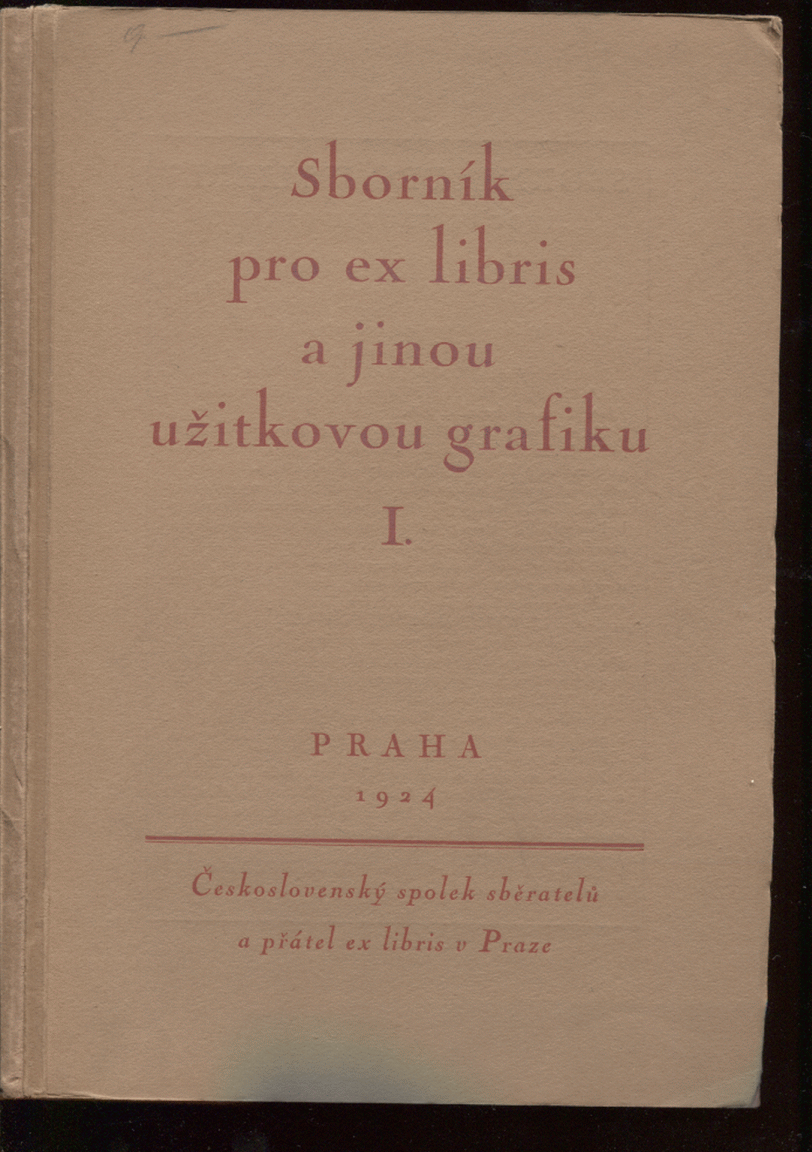 Sborník
pro ex libris
a jinou
užitkovou grafiku
I.
PRAHA
1924
Československý spolek sběratelů
a přátel ex libris v Praze